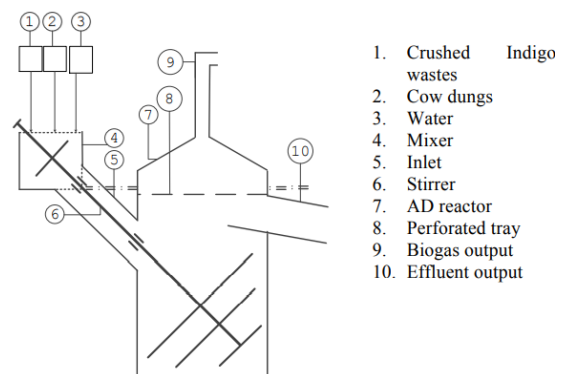 1 2 3
9
8
7
4
5
10
6
1. Crushed Indigo
wastes
2. Cow dungs
3. Water
4. Mixer
5. Inlet
6. Stirrer
7. AD reactor
8. Perforated tray
9. Biogas output
10. Effluent output